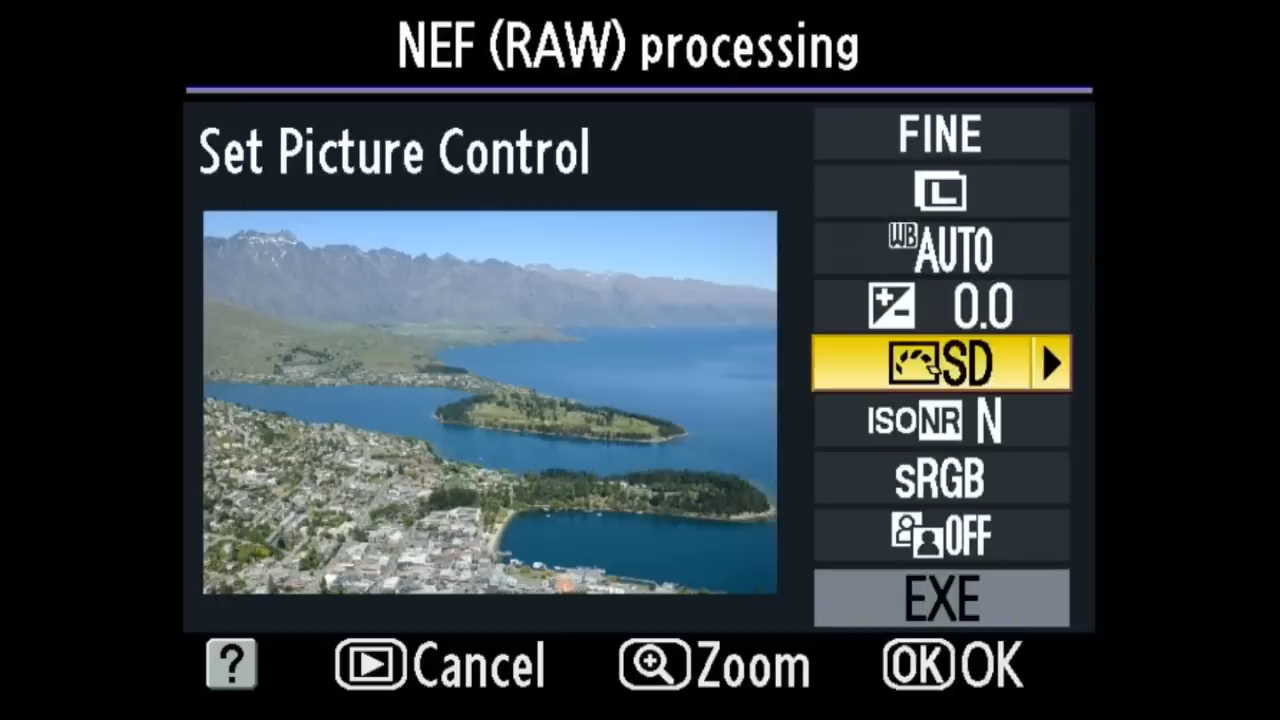 NEF (RAW) processing
Set Picture Control
FINE
L
WB AUTO
0.0
SD
ISO NR N
sRGB
OFF
EXE
? Cancel Zoom OK OK